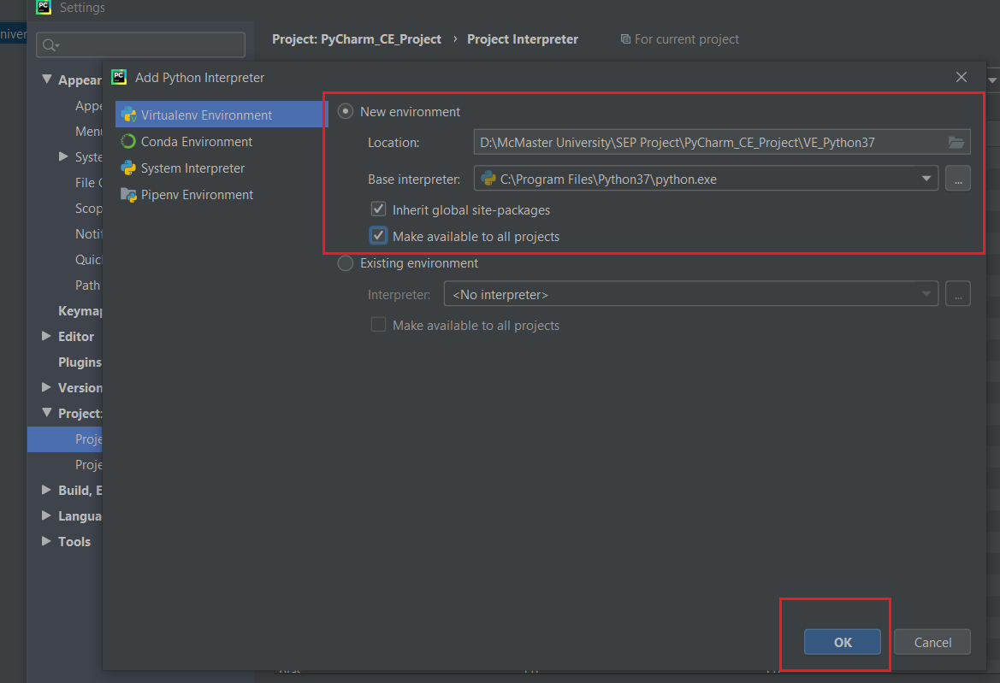 Settings
niver
Project: PyCharm_CE_Project › Project Interpreter
For current project
Add Python Interpreter
Appear
Appe
Menu
Syste
File C
Scop
Notif
Quick
Path
Keymap
Editor
Plugins
Version
Project:
Proje
Proje
Build, E
Langua
Tools
Virtualenv Environment
Conda Environment
System Interpreter
Pipenv Environment
New environment
Location: D:\McMaster University\SEP Project\PyCharm_CE_Project\VE_Python37
Base interpreter: C:\Program Files\Python37\python.exe ...
Inherit global site-packages
Make available to all projects
Existing environment
Interpreter: <No interpreter> ...
Make available to all projects
OK Cancel